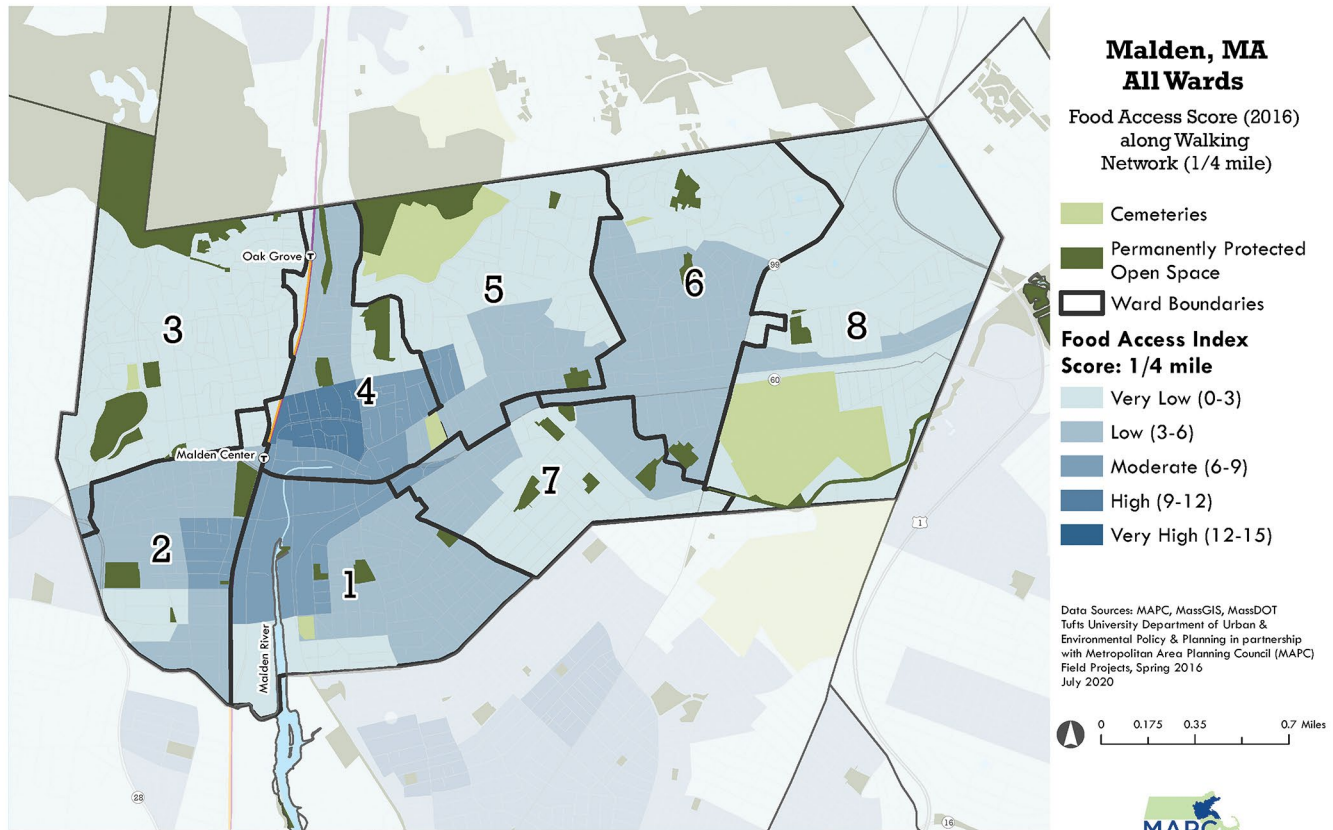 Malden, MA
All Wards
Food Access Score (2016)
along Walking
Network (1/4 mile)
Cemeteries
Permanently Protected
Open Space
Ward Boundaries
Food Access Index
Score: 1/4 mile
Very Low (0-3)
Low (3-6)
Moderate (6-9)
High (9-12)
Very High (12-15)
Data Sources: MAPC, MassGIS, MassDOT
Tufts University Department of Urban &
Environmental Policy & Planning in partnership
with Metropolitan Area Planning Council (MAPC)
Field Projects, Spring 2016
July 2020
0 0.175 0.35 0.7 Miles
MAPC
Oak Grove T
99
5
6
3
8
60
4
Malden Center T
7
1
2
1
Malden River
28
16